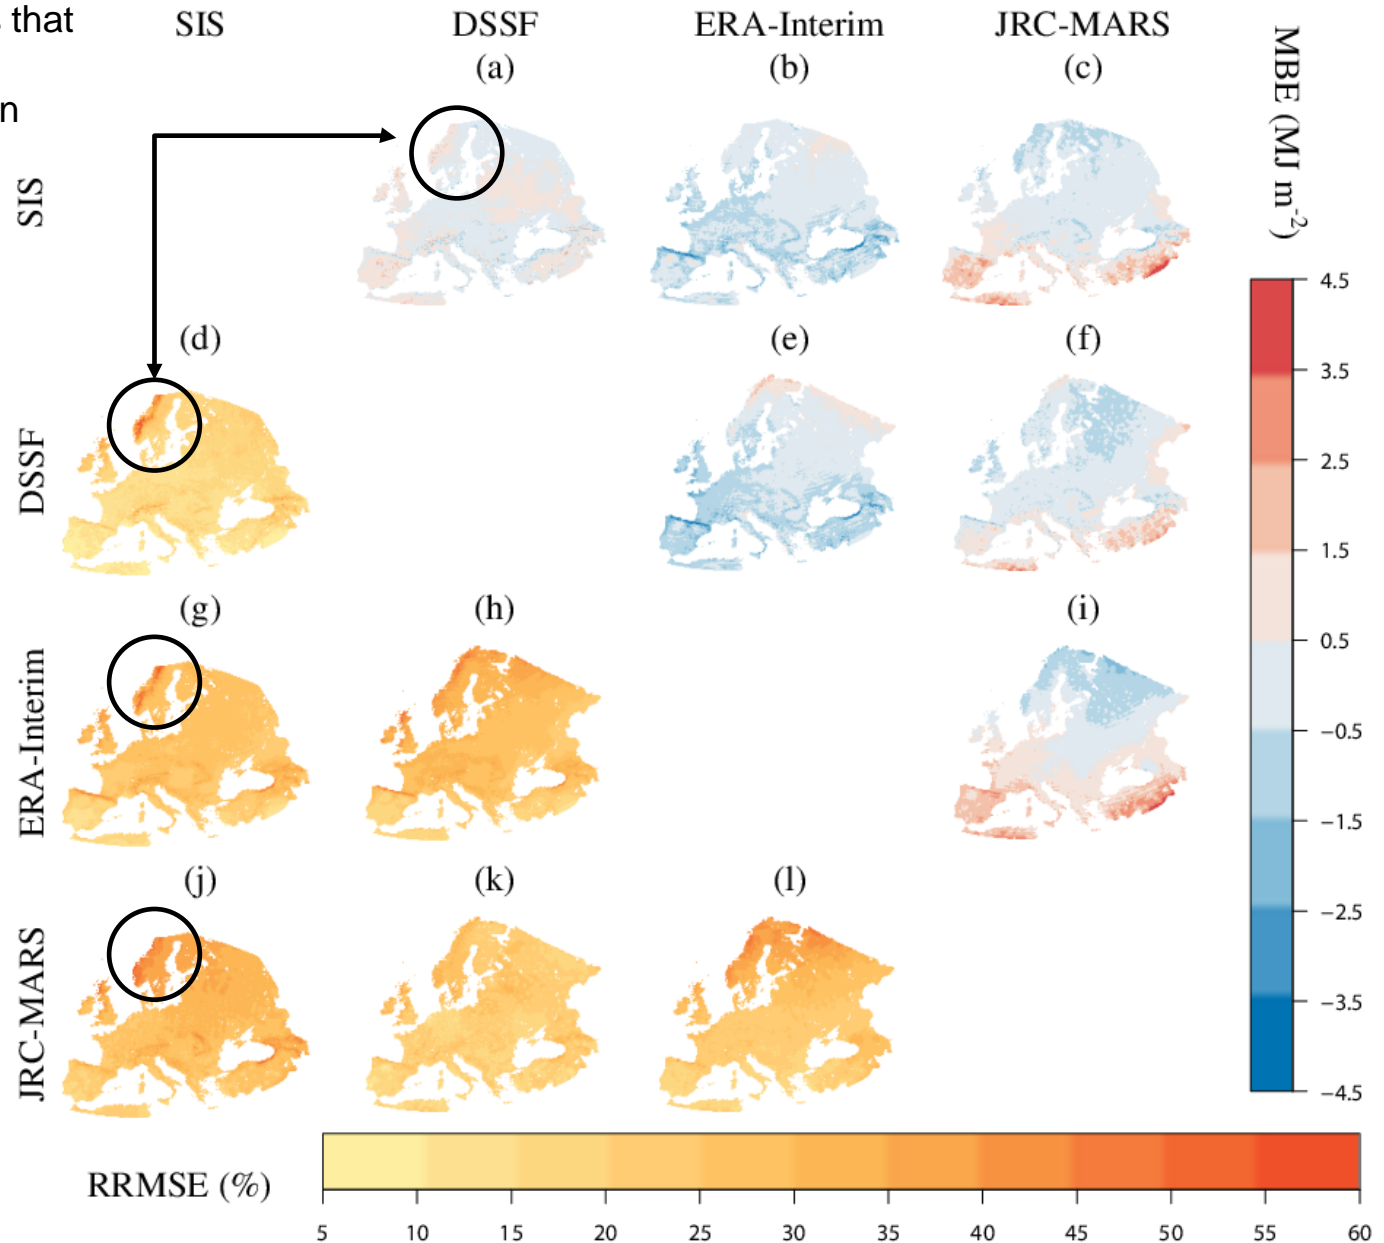 that
n
SIS DSSF ERA-Interim JRC-MARS
(a) (b) (c)
MBE (MJ m-2)
SIS
(d) (e) (f)
DSSF
(g) (h) (i)
ERA-Interim
(j) (k) (l)
JRC-MARS
4.5
3.5
2.5
1.5
0.5
−0.5
−1.5
−2.5
−3.5
−4.5
RRMSE (%)
5 10 15 20 25 30 35 40 45 50 55 60